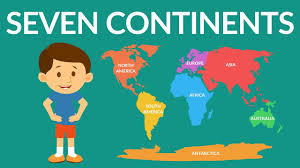 SEVEN CONTINENTS
NORTH
AMERICA
EUROPE
ASIA
AFRICA
SOUTH
AMERICA
AUSTRALIA
ANTARCTICA